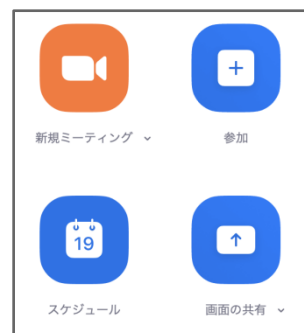 新規ミーティング
参加
19
スケジュール
画面の共有